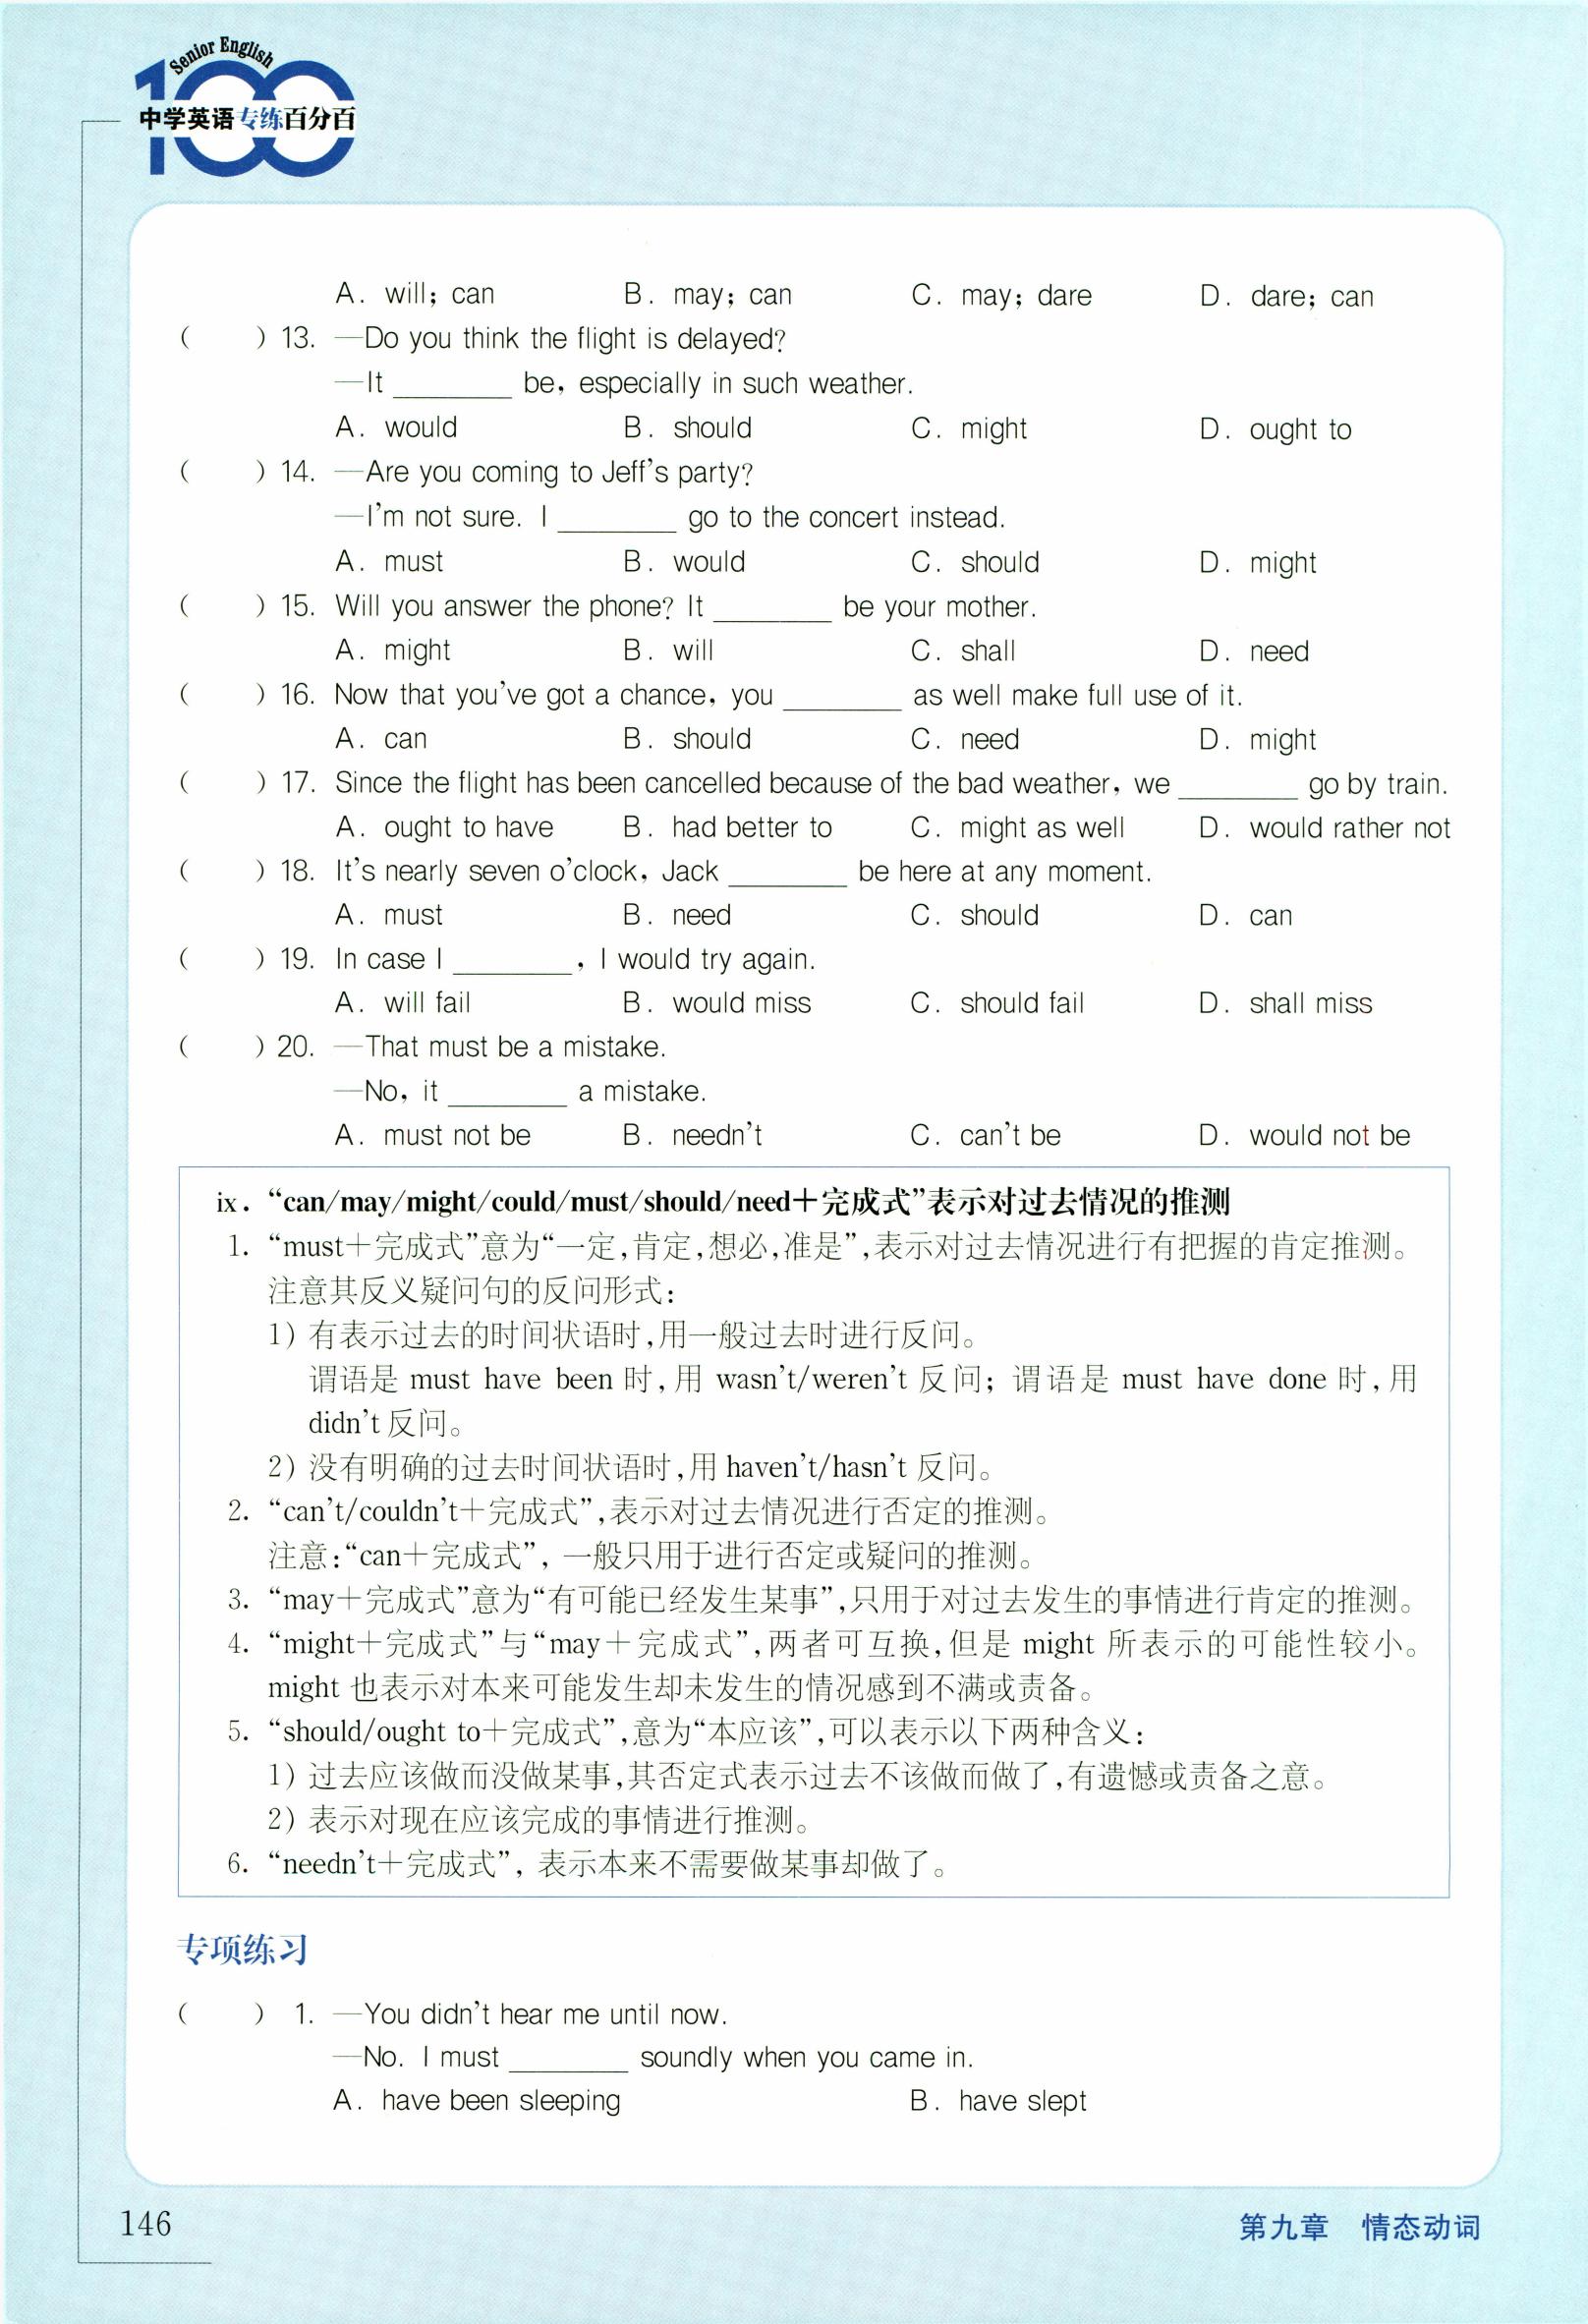 Senior English
100
中学英语专练百分百
A. will; can B. may; can C. may; dare D. dare; can
( ) 13. —Do you think the flight is delayed?
—It ________ be, especially in such weather.
A. would B. should C. might D. ought to
( ) 14. —Are you coming to Jeff's party?
—I'm not sure. I ________ go to the concert instead.
A. must B. would C. should D. might
( ) 15. Will you answer the phone? It ________ be your mother.
A. might B. will C. shall D. need
( ) 16. Now that you've got a chance, you ________ as well make full use of it.
A. can B. should C. need D. might
( ) 17. Since the flight has been cancelled because of the bad weather, we ________ go by train.
A. ought to have B. had better to C. might as well D. would rather not
( ) 18. It's nearly seven o'clock, Jack ________ be here at any moment.
A. must B. need C. should D. can
( ) 19. In case I ________, I would try again.
A. will fail B. would miss C. should fail D. shall miss
( ) 20. —That must be a mistake.
—No, it ________ a mistake.
A. must not be B. needn't C. can't be D. would not be
ix. “can/may/might/could/must/should/need+完成式”表示对过去情况的推测
1. “must+完成式”意为“一定,肯定,想必,准是”,表示对过去情况进行有把握的肯定推测。
注意其反义疑问句的反问形式:
1) 有表示过去的时间状语时,用一般过去时进行反问。
谓语是 must have been 时,用 wasn't/weren't 反问; 谓语是 must have done 时,用
didn't 反问。
2) 没有明确的过去时间状语时,用 haven't/hasn't 反问。
2. “can't/couldn't+完成式”,表示对过去情况进行否定的推测。
注意:“can+完成式”, 一般只用于进行否定或疑问的推测。
3. “may+完成式”意为“有可能已经发生某事”,只用于对过去发生的事情进行肯定的推测。
4. “might+完成式”与“may+完成式”,两者可互换,但是 might 所表示的可能性较小。
might 也表示对本来可能发生却未发生的情况感到不满或责备。
5. “should/ought to+完成式”,意为“本应该”,可以表示以下两种含义:
1) 过去应该做而没做某事,其否定式表示过去不该做而做了,有遗憾或责备之意。
2) 表示对现在应该完成的事情进行推测。
6. “needn't+完成式”, 表示本来不需要做某事却做了。
专项练习
( ) 1. —You didn't hear me until now.
—No. I must ________ soundly when you came in.
A. have been sleeping B. have slept
146
第九章 情态动词